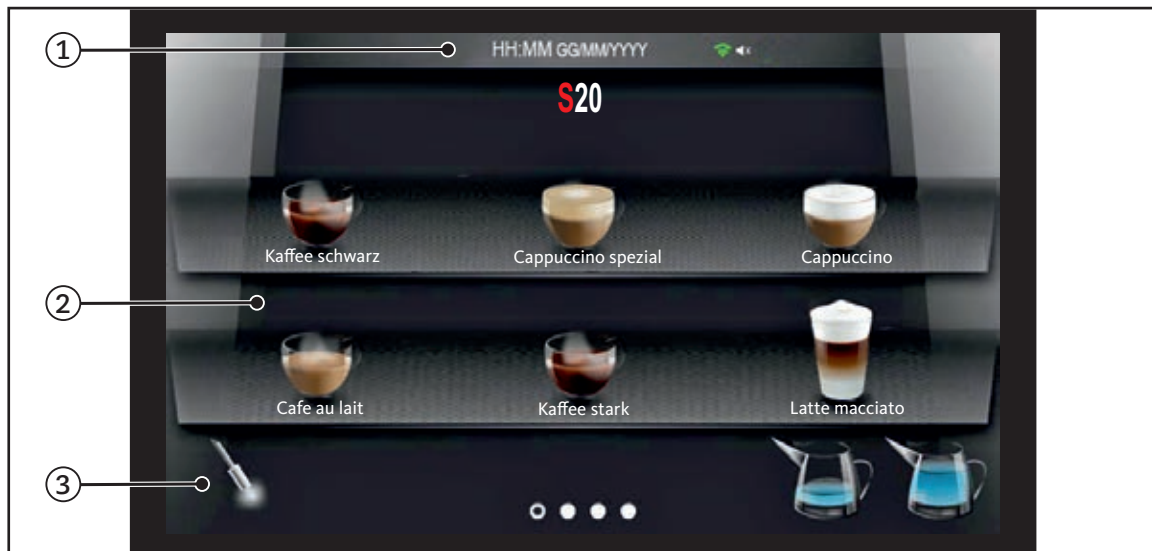 1
HH:MM GG/MM/YYYY
S20
Kaffee schwarz
Cappuccino spezial
Cappuccino
2
Cafe au lait
Kaffee stark
Latte macciato
3